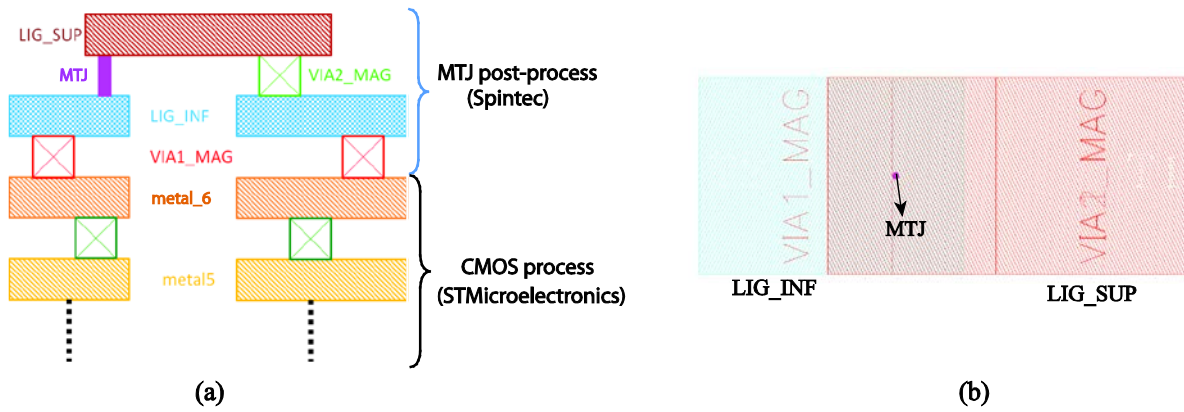 LIG_SUP
MTJ
VIA2_MAG
LIG_INF
VIA1_MAG
metal_6
metal5
MTJ post-process
(Spintec)
CMOS process
(STMicroelectronics)
(a)
VIA1_MAG
VIA2_MAG
MTJ
LIG_INF
LIG_SUP
(b)